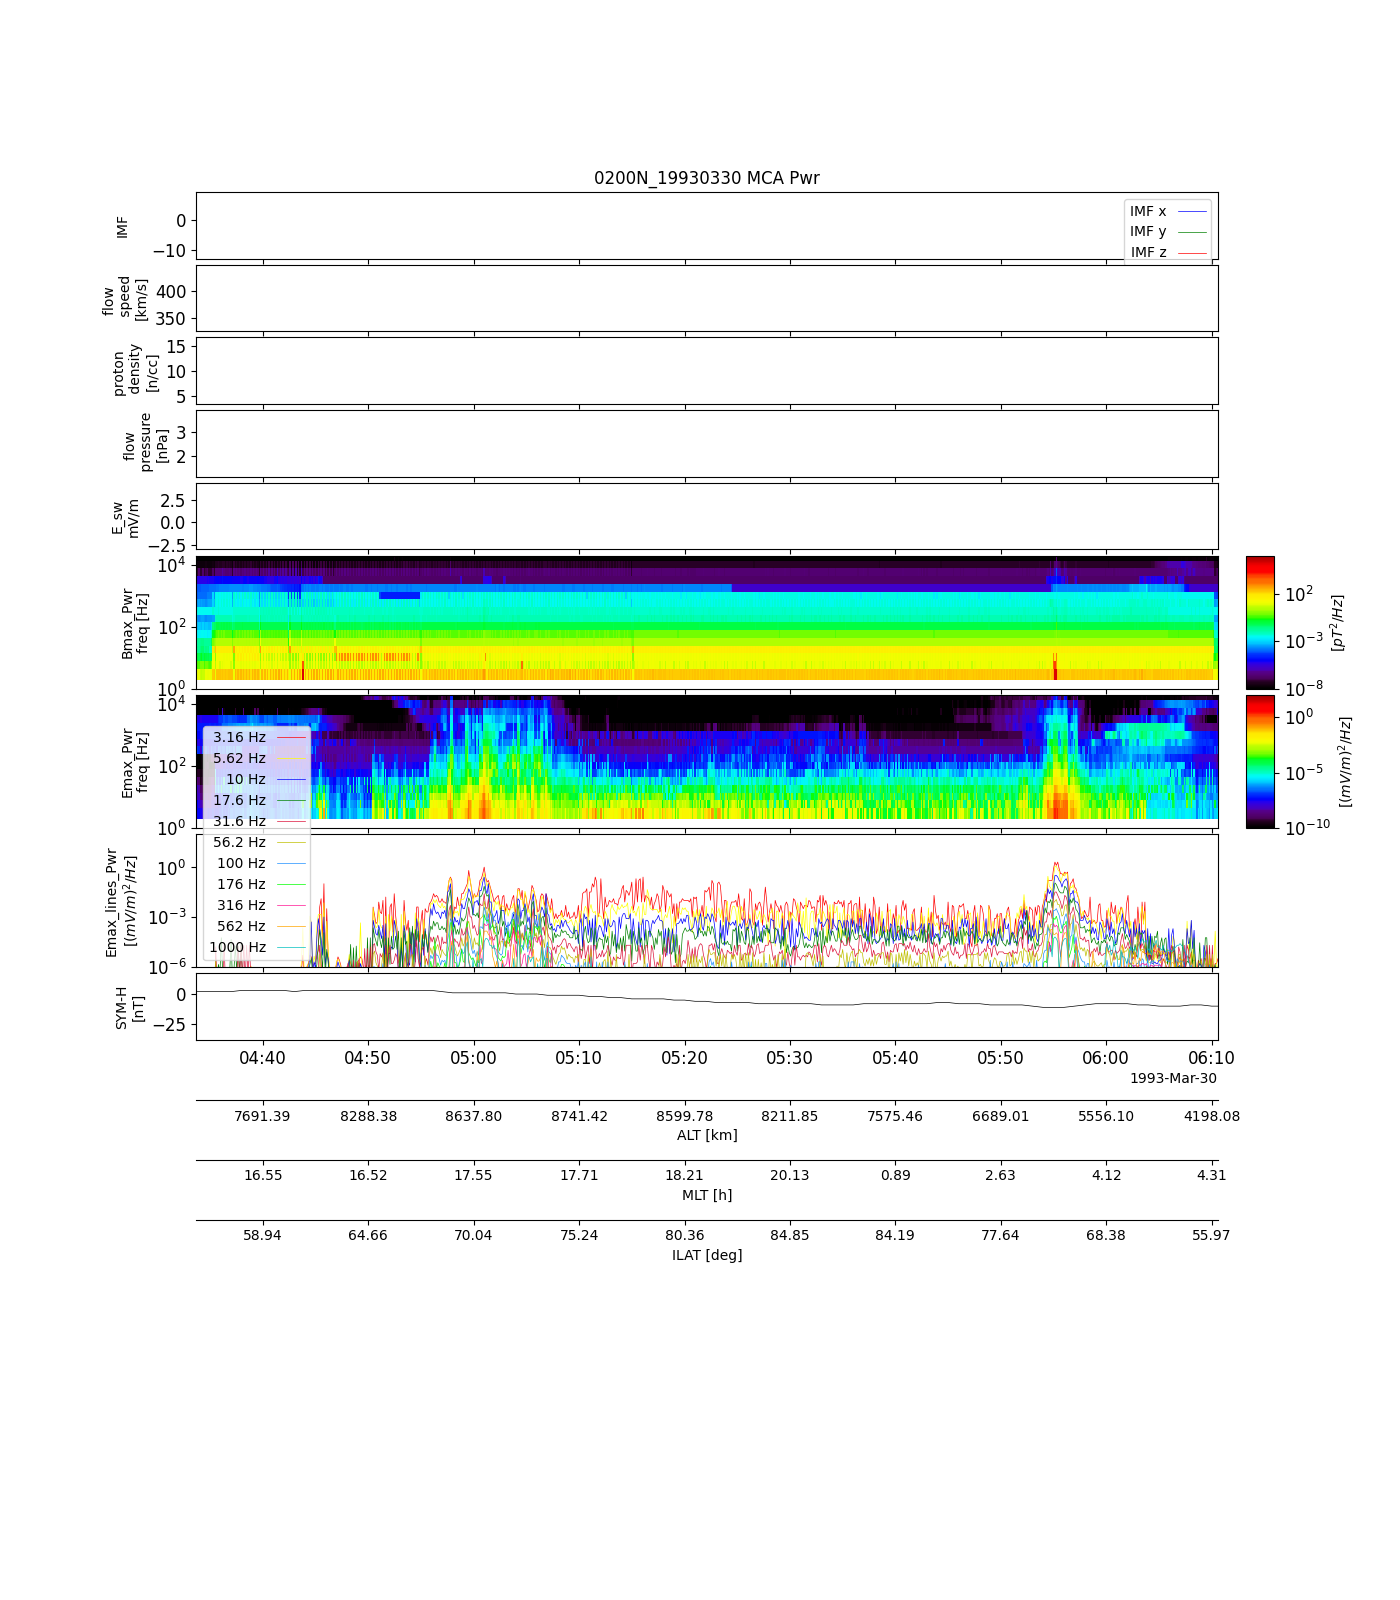 0200N_19930330 MCA Pwr
IMF
0
−10
IMF x
IMF y
IMF z
flow
speed
[km/s]
400
350
proton
density
[n/cc]
15
10
5
flow
pressure
[nPa]
3
2
E_sw
mV/m
2.5
0.0
−2.5
Bmax_Pwr
freq [Hz]
10^4
10^2
10^0
10^2
10^−3
10^−8
[pT^2/Hz]
Emax_Pwr
freq [Hz]
10^4
10^2
10^0
10^0
10^−5
10^−10
[(mV/m)^2/Hz]
3.16 Hz
5.62 Hz
10 Hz
17.6 Hz
31.6 Hz
56.2 Hz
100 Hz
176 Hz
316 Hz
562 Hz
1000 Hz
Emax_lines_Pwr
[(mV/m)^2/Hz]
10^0
10^−3
10^−6
SYM-H
[nT]
0
−25
04:40 04:50 05:00 05:10 05:20 05:30 05:40 05:50 06:00 06:10
1993-Mar-30
7691.39 8288.38 8637.80 8741.42 8599.78 8211.85 7575.46 6689.01 5556.10 4198.08
ALT [km]
16.55 16.52 17.55 17.71 18.21 20.13 0.89 2.63 4.12 4.31
MLT [h]
58.94 64.66 70.04 75.24 80.36 84.85 84.19 77.64 68.38 55.97
ILAT [deg]